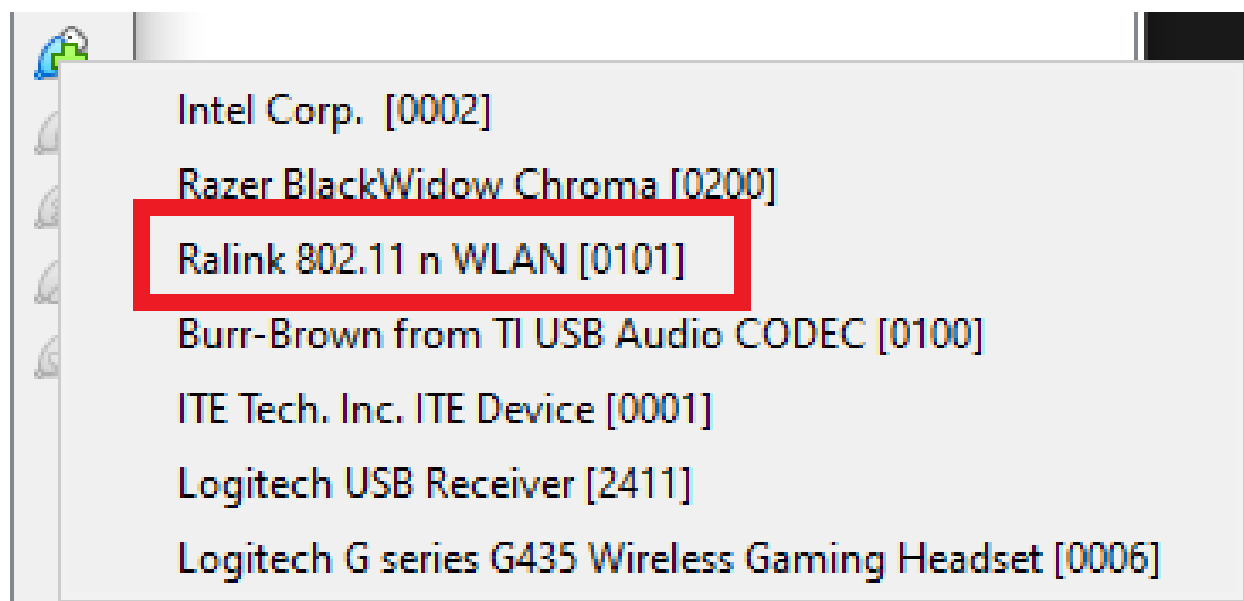 Intel Corp.  [0002]
Razer BlackWidow Chroma [0200]
Ralink 802.11 n WLAN [0101]
Burr-Brown from TI USB Audio CODEC [0100]
ITE Tech. Inc. ITE Device [0001]
Logitech USB Receiver [2411]
Logitech G series G435 Wireless Gaming Headset [0006]